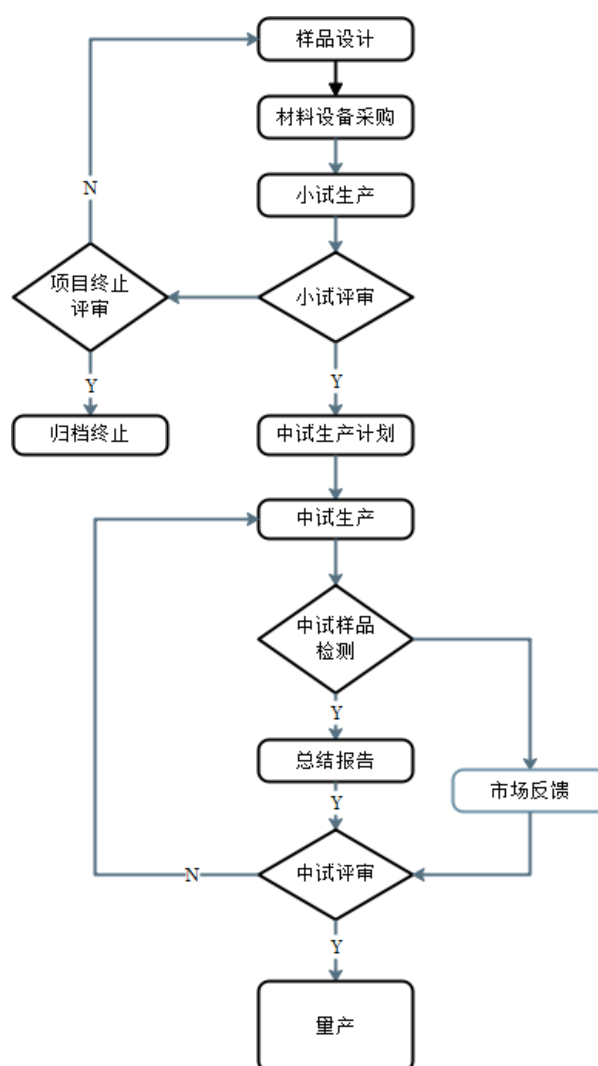 样品设计
材料设备采购
小试生产
N
项目终止
评审
小试评审
Y
Y
归档终止
中试生产计划
中试生产
中试样品
检测
Y
总结报告
市场反馈
Y
中试评审
N
Y
量产